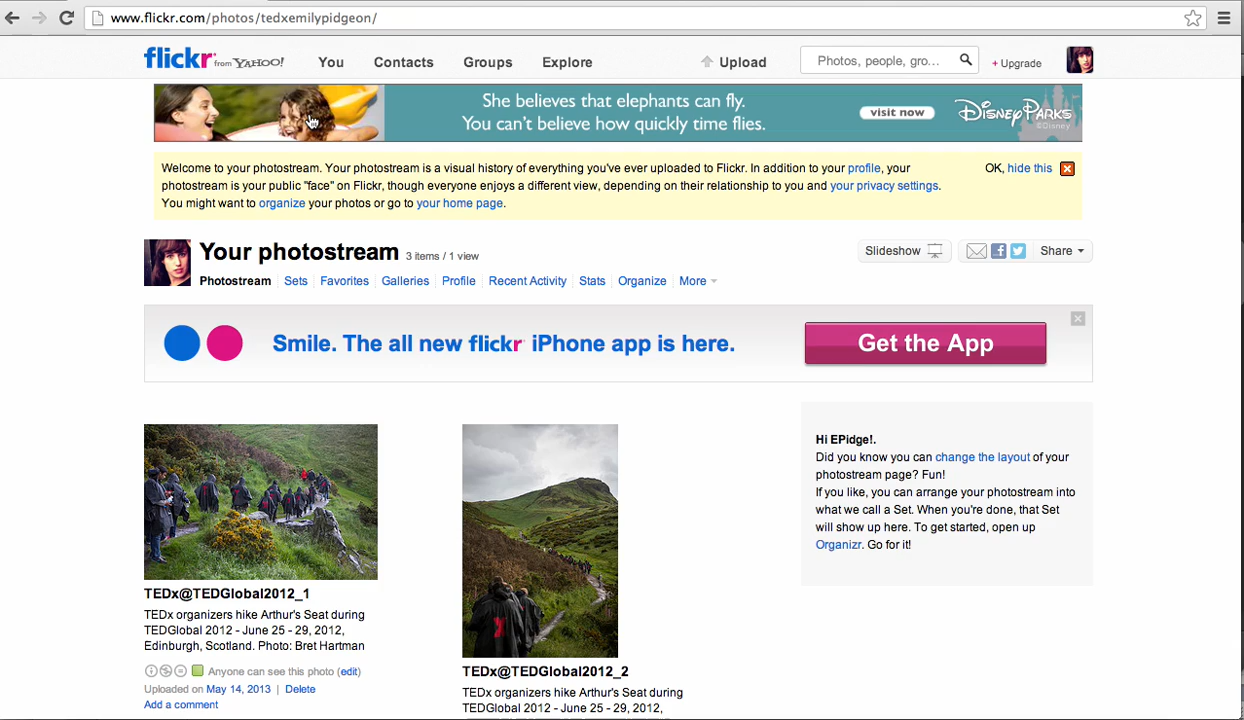 www.flickr.com/photos/tedxemilypidgeon/
flickr from YAHOO! You Contacts Groups Explore Upload Photos, people, gro... + Upgrade
She believes that elephants can fly.
You can't believe how quickly time flies.
visit now
DISNEY PARKS
©Disney
Welcome to your photostream. Your photostream is a visual history of everything you've ever uploaded to Flickr. In addition to your profile, your
photostream is your public "face" on Flickr, though everyone enjoys a different view, depending on their relationship to you and your privacy settings.
You might want to organize your photos or go to your home page.
OK, hide this
Your photostream 3 items / 1 view
Slideshow Share
Photostream Sets Favorites Galleries Profile Recent Activity Stats Organize More
Smile. The all new flickr iPhone app is here.
Get the App
TEDx@TEDGlobal2012_1
TEDx organizers hike Arthur's Seat during
TEDGlobal 2012 - June 25 - 29, 2012,
Edinburgh, Scotland. Photo: Bret Hartman
Anyone can see this photo (edit)
Uploaded on May 14, 2013 | Delete
Add a comment
TEDx@TEDGlobal2012_2
TEDx organizers hike Arthur's Seat during
TEDGlobal 2012 - June 25 - 29, 2012,
Hi EPidge!.
Did you know you can change the layout of your
photostream page? Fun!
If you like, you can arrange your photostream into
what we call a Set. When you're done, that Set
will show up here. To get started, open up
Organizr. Go for it!